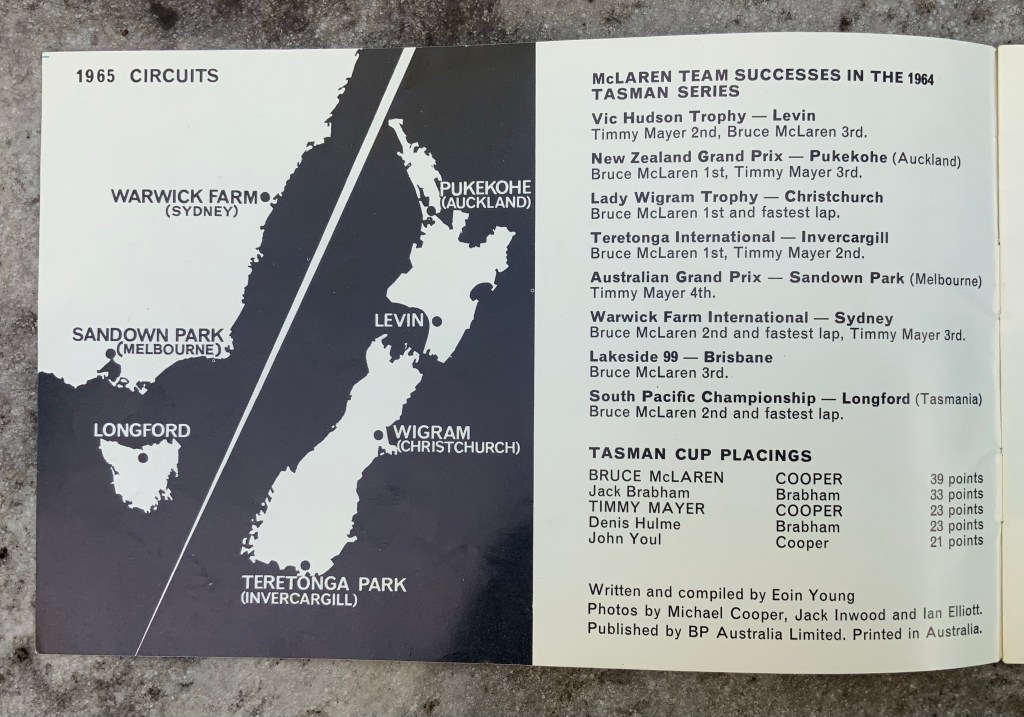 1965 CIRCUITS
WARWICK FARM
(SYDNEY)
PUKEKOHE
(AUCKLAND)
LEVIN
SANDOWN PARK
(MELBOURNE)
LONGFORD
WIGRAM
(CHRISTCHURCH)
TERETONGA PARK
(INVERCARGILL)
McLAREN TEAM SUCCESSES IN THE 1964
TASMAN SERIES
Vic Hudson Trophy — Levin
Timmy Mayer 2nd, Bruce McLaren 3rd.
New Zealand Grand Prix — Pukekohe (Auckland)
Bruce McLaren 1st, Timmy Mayer 3rd.
Lady Wigram Trophy — Christchurch
Bruce McLaren 1st and fastest lap.
Teretonga International — Invercargill
Bruce McLaren 1st, Timmy Mayer 2nd.
Australian Grand Prix — Sandown Park (Melbourne)
Timmy Mayer 4th.
Warwick Farm International — Sydney
Bruce McLaren 2nd and fastest lap, Timmy Mayer 3rd.
Lakeside 99 — Brisbane
Bruce McLaren 3rd.
South Pacific Championship — Longford (Tasmania)
Bruce McLaren 2nd and fastest lap.
TASMAN CUP PLACINGS
BRUCE McLAREN COOPER 39 points
Jack Brabham Brabham 33 points
TIMMY MAYER COOPER 23 points
Denis Hulme Brabham 23 points
John Youl Cooper 21 points
Written and compiled by Eoin Young
Photos by Michael Cooper, Jack Inwood and Ian Elliott.
Published by BP Australia Limited. Printed in Australia.